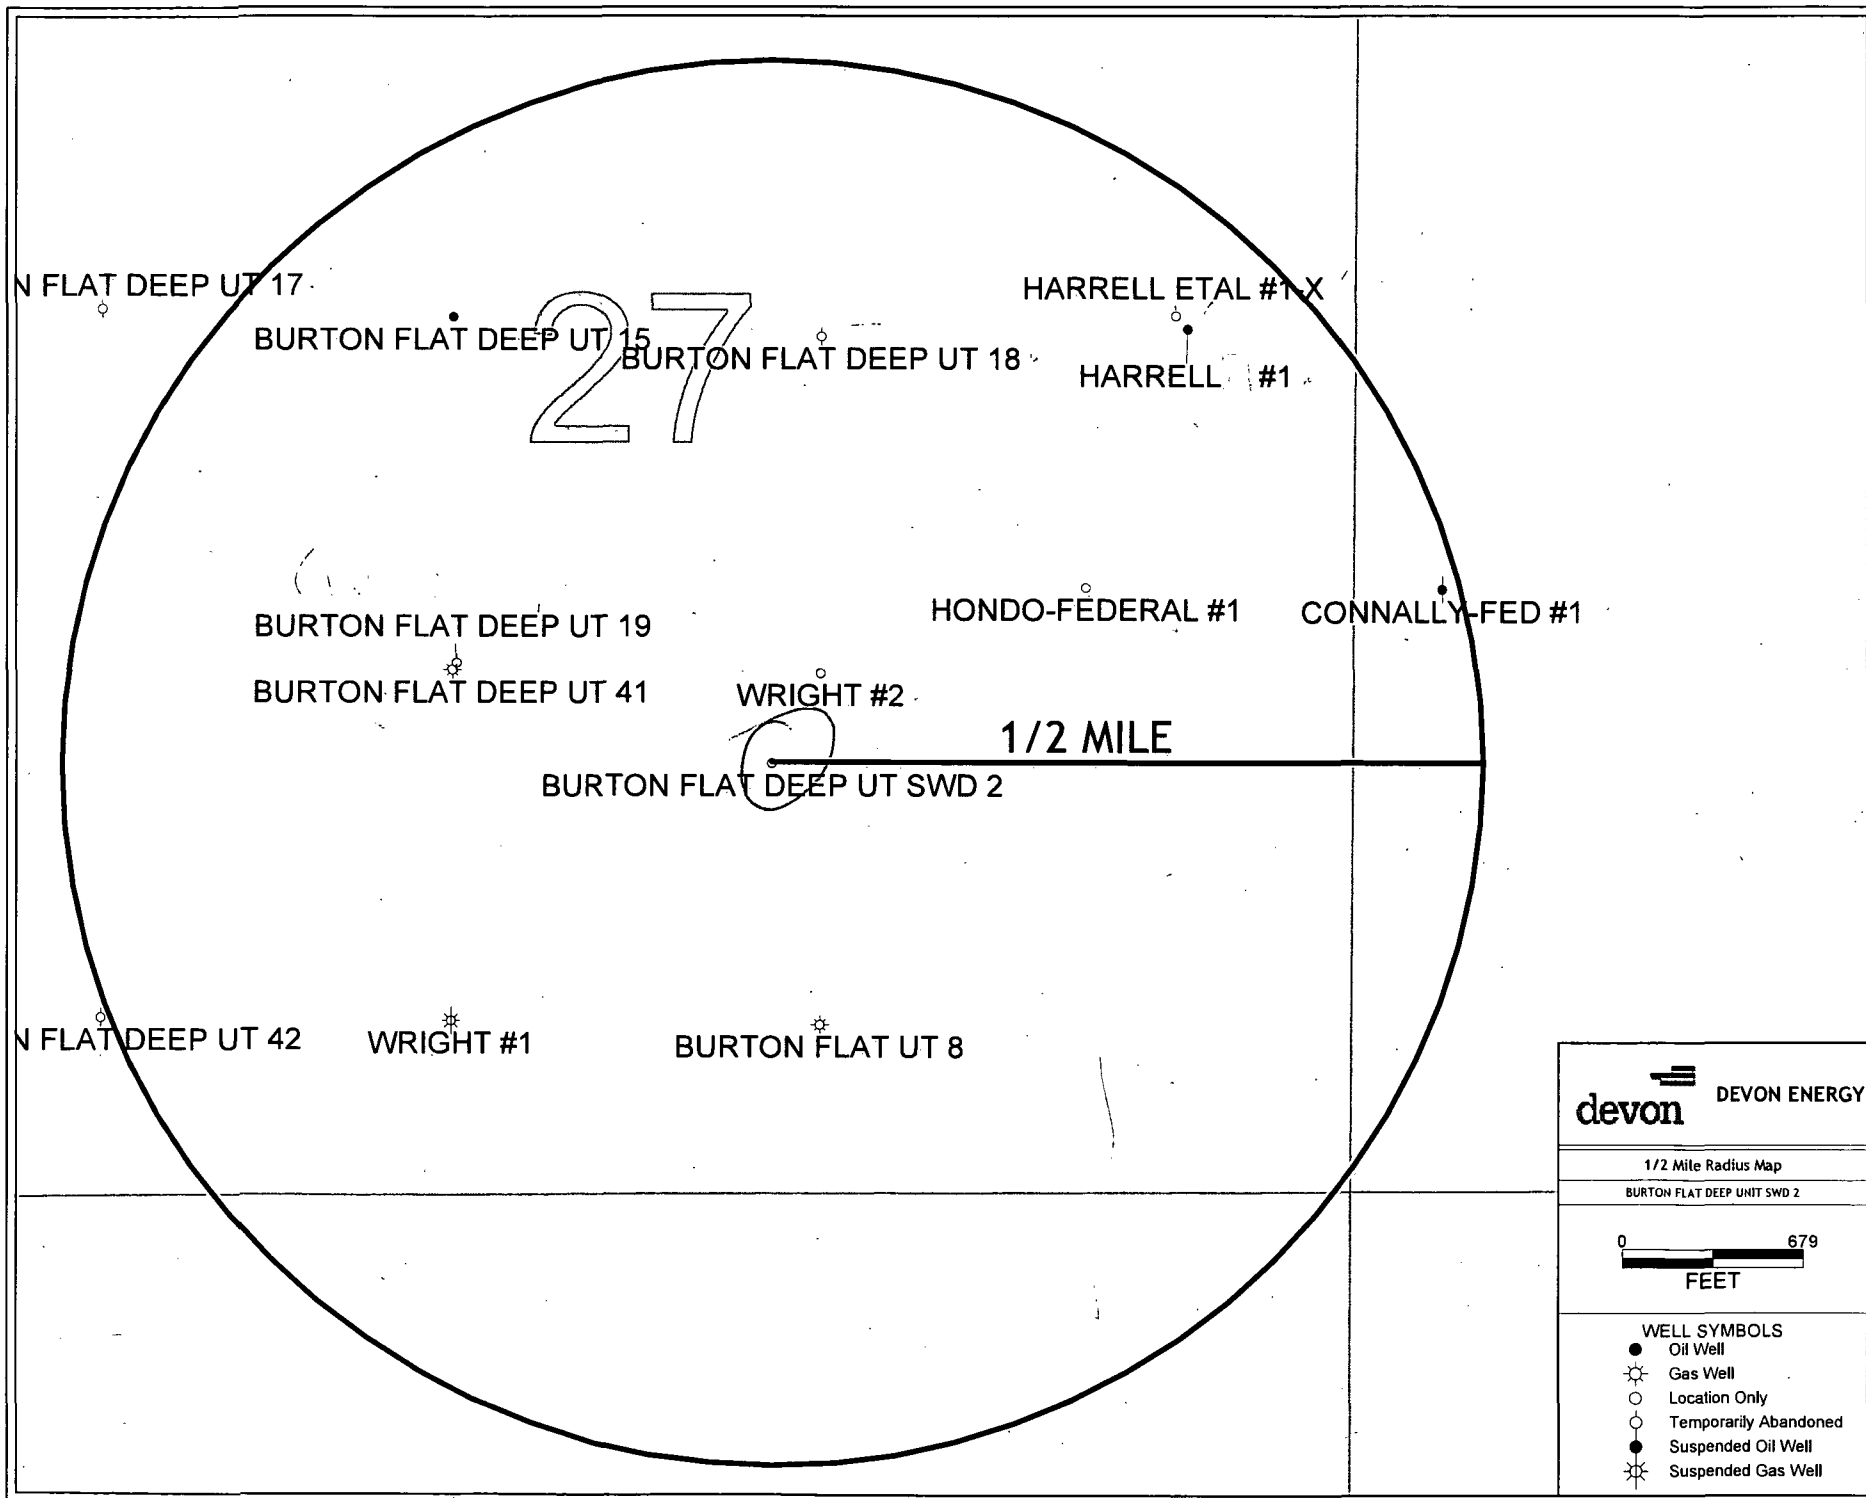 N FLAT DEEP UT 17
HARRELL ETAL #1-X
BURTON FLAT DEEP UT 15
27
BURTON FLAT DEEP UT 18
HARRELL #1
BURTON FLAT DEEP UT 19
HONDO-FEDERAL #1
CONNALLY-FED #1
BURTON FLAT DEEP UT 41
WRIGHT #2
1/2 MILE
BURTON FLAT DEEP UT SWD 2
N FLAT DEEP UT 42
WRIGHT #1
BURTON FLAT UT 8
devon
DEVON ENERGY
1/2 Mile Radius Map
BURTON FLAT DEEP UNIT SWD 2
0 679
FEET
WELL SYMBOLS
Oil Well
Gas Well
Location Only
Temporarily Abandoned
Suspended Oil Well
Suspended Gas Well